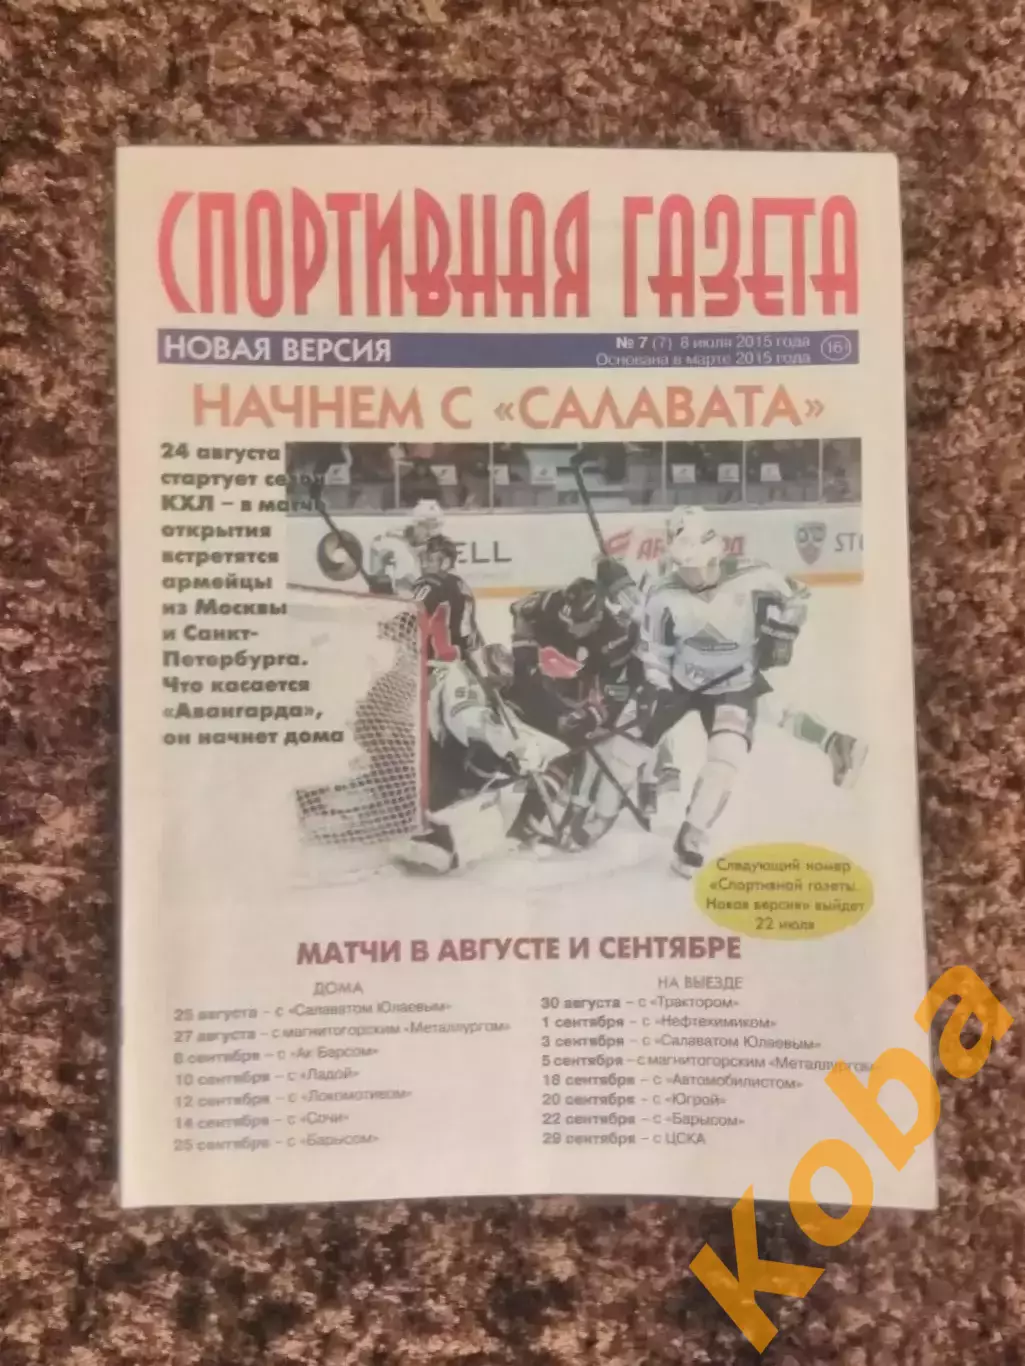 СПОРТИВНАЯ ГАЗЕТА
НОВАЯ ВЕРСИЯ
№ 7 (7) 8 июля 2015 года
Основана в марте 2015 года
16+
НАЧНЕМ С «САЛАВАТА»
24 августа
стартует сезон
КХЛ – в матче
открытия
встретятся
армейцы
из Москвы
и Санкт-
Петербурга.
Что касается
«Авангарда»,
он начнет дома
Следующий номер
«Спортивной газеты.
Новая версия» выйдет
22 июля
МАТЧИ В АВГУСТЕ И СЕНТЯБРЕ
ДОМА
25 августа – с «Салаватом Юлаевым»
27 августа – с магнитогорским «Металлургом»
8 сентября – с «Ак Барсом»
10 сентября – с «Ладой»
12 сентября – с «Локомотивом»
14 сентября – с «Сочи»
25 сентября – с «Барысом»
НА ВЫЕЗДЕ
30 августа – с «Трактором»
1 сентября – с «Нефтехимиком»
3 сентября – с «Салаватом Юлаевым»
5 сентября – с магнитогорским «Металлургом»
18 сентября – с «Автомобилистом»
20 сентября – с «Югрой»
22 сентября – с «Барысом»
29 сентября – с ЦСКА
Koba